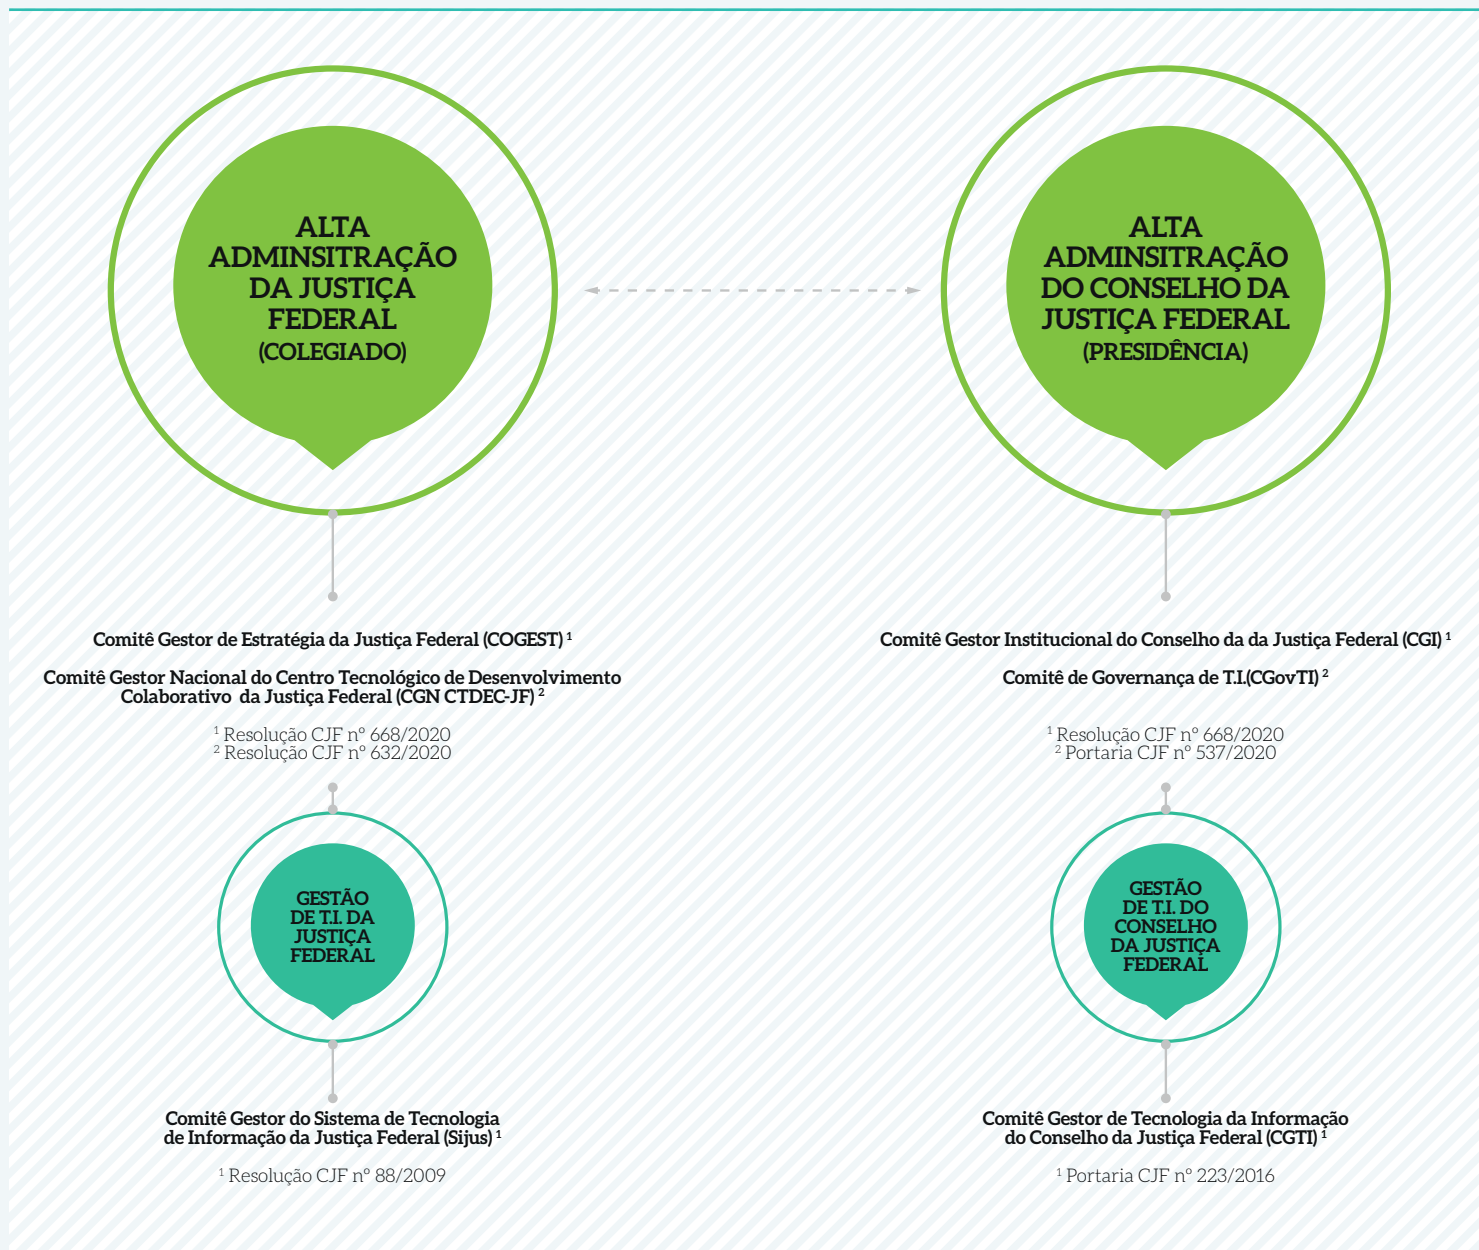 ALTA
ADMINSITRAÇÃO
DA JUSTIÇA
FEDERAL
(COLEGIADO)
ALTA
ADMINSITRAÇÃO
DO CONSELHO DA
JUSTIÇA FEDERAL
(PRESIDÊNCIA)
Comitê Gestor de Estratégia da Justiça Federal (COGEST) ¹
Comitê Gestor Nacional do Centro Tecnológico de Desenvolvimento
Colaborativo da Justiça Federal (CGN CTDEC-JF) ²
¹ Resolução CJF nº 668/2020
² Resolução CJF nº 632/2020
Comitê Gestor Institucional do Conselho da da Justiça Federal (CGI) ¹
Comitê de Governança de T.I.(CGovTI) ²
¹ Resolução CJF nº 668/2020
² Portaria CJF nº 537/2020
GESTÃO
DE T.I. DA
JUSTIÇA
FEDERAL
GESTÃO
DE T.I. DO
CONSELHO
DA JUSTIÇA
FEDERAL
Comitê Gestor do Sistema de Tecnologia
de Informação da Justiça Federal (Sijus) ¹
¹ Resolução CJF nº 88/2009
Comitê Gestor de Tecnologia da Informação
do Conselho da Justiça Federal (CGTI) ¹
¹ Portaria CJF nº 223/2016